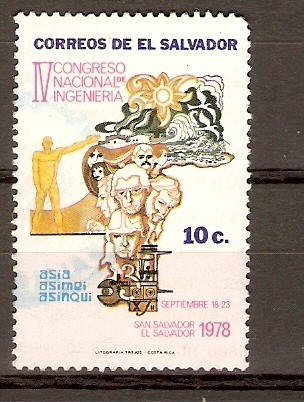 CORREOS DE EL SALVADOR
IV CONGRESO
NACIONAL DE
INGENIERIA
10 c.
asia
asimei
asinqui
SEPTIEMBRE 18-23
SAN SALVADOR
EL SALVADOR 1978
LITOGRAFIA TREJOS - COSTA RICA